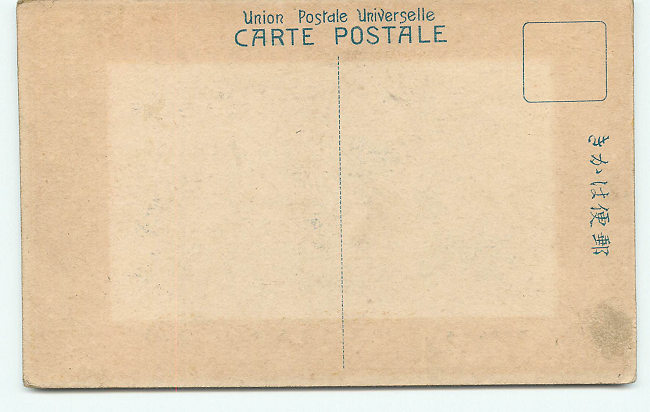 Union Postale Universelle
CARTE POSTALE
郵便はかき